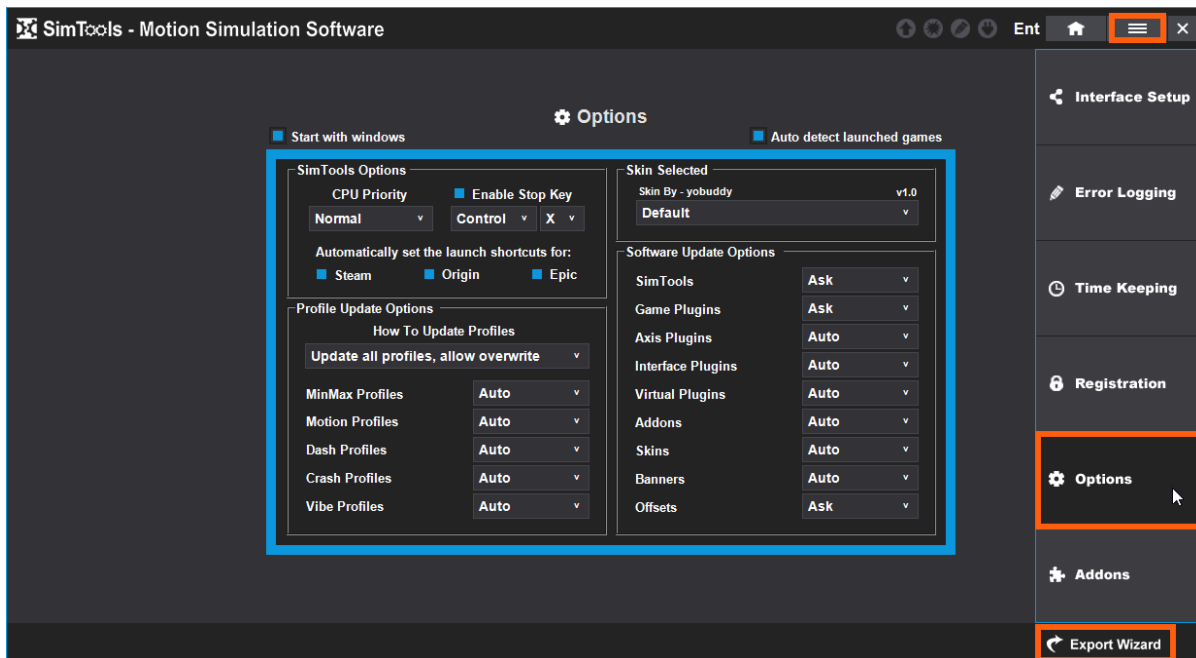 SimTools - Motion Simulation Software
Ent
Interface Setup
Error Logging
Time Keeping
Registration
Options
Addons
Export Wizard
Options
Start with windows
Auto detect launched games
SimTools Options
CPU Priority
Enable Stop Key
Normal
Control
X
Automatically set the launch shortcuts for:
Steam
Origin
Epic
Profile Update Options
How To Update Profiles
Update all profiles, allow overwrite
MinMax Profiles Auto
Motion Profiles Auto
Dash Profiles Auto
Crash Profiles Auto
Vibe Profiles Auto
Skin Selected
Skin By - yobuddy v1.0
Default
Software Update Options
SimTools Ask
Game Plugins Ask
Axis Plugins Auto
Interface Plugins Auto
Virtual Plugins Auto
Addons Auto
Skins Auto
Banners Auto
Offsets Ask